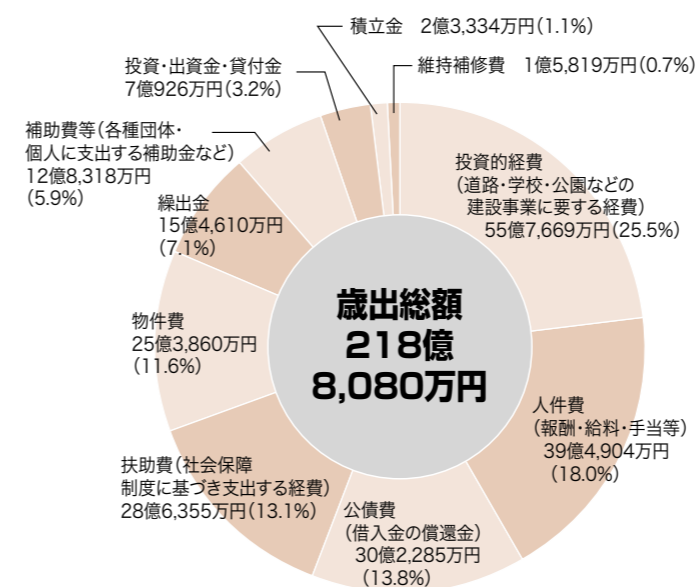 積立金　2億3,334万円(1.1%)
維持補修費　1億5,819万円(0.7%)
投資・出資金・貸付金
7億926万円(3.2%)
補助費等(各種団体・
個人に支出する補助金など)
12億8,318万円
(5.9%)
繰出金
15億4,610万円
(7.1%)
物件費
25億3,860万円
(11.6%)
扶助費(社会保障
制度に基づき支出する経費)
28億6,355万円(13.1%)
公債費
(借入金の償還金)
30億2,285万円
(13.8%)
人件費
(報酬・給料・手当等)
39億4,904万円
(18.0%)
投資的経費
(道路・学校・公園などの
建設事業に要する経費)
55億7,669万円(25.5%)
歳出総額
218億
8,080万円